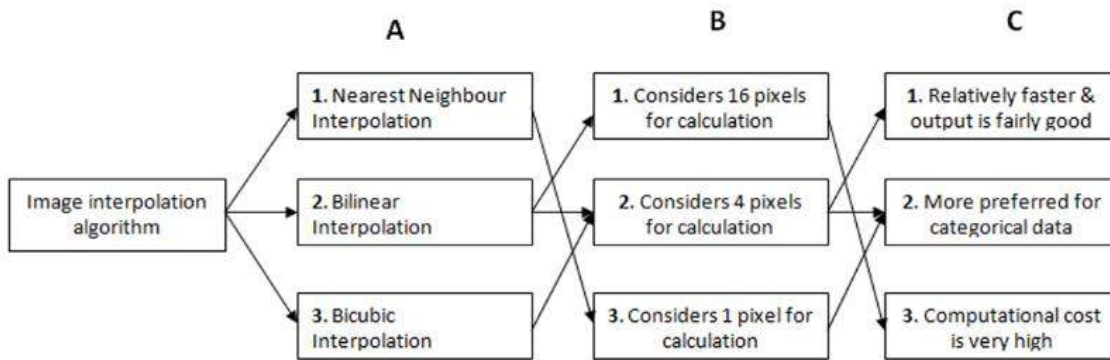 A
B
C
1. Nearest Neighbour
Interpolation
1. Considers 16 pixels
for calculation
1. Relatively faster &
output is fairly good
Image interpolation
algorithm
2. Bilinear
Interpolation
2. Considers 4 pixels
for calculation
2. More preferred for
categorical data
3. Bicubic
Interpolation
3. Considers 1 pixel for
calculation
3. Computational cost
is very high